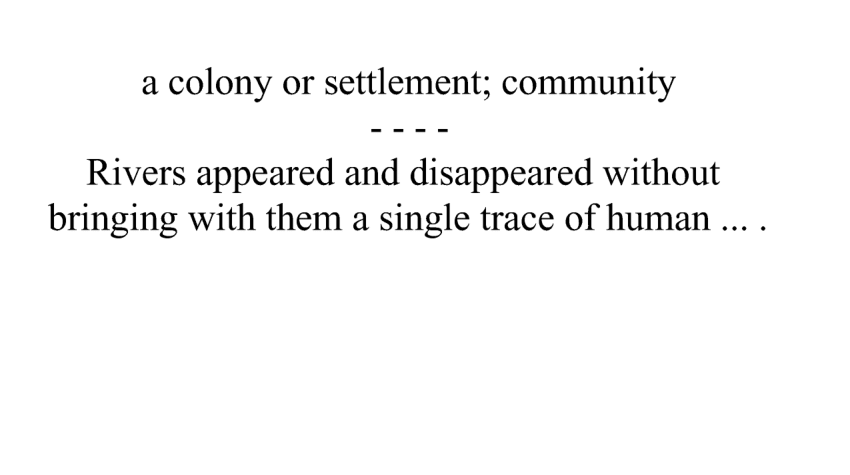 a colony or settlement; community
- - - -
Rivers appeared and disappeared without
bringing with them a single trace of human ... .